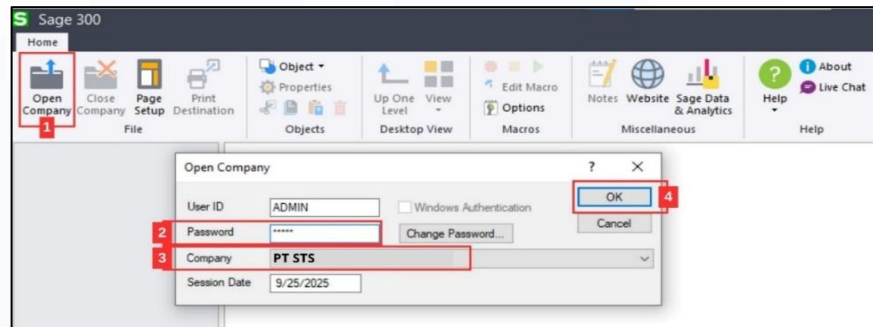 S Sage 300
Home
Open Company
Close Company
Page Setup
Print Destination
File
Object
Properties
Objects
Up One Level
View
Desktop View
Edit Macro
Options
Macros
Notes
Website
Sage Data & Analytics
Miscellaneous
Help
About
Live Chat
Help
1
Open Company
? ×
User ID ADMIN Windows Authentication
OK 4
2 Password ***** Change Password...
Cancel
3 Company PT STS
Session Date 9/25/2025